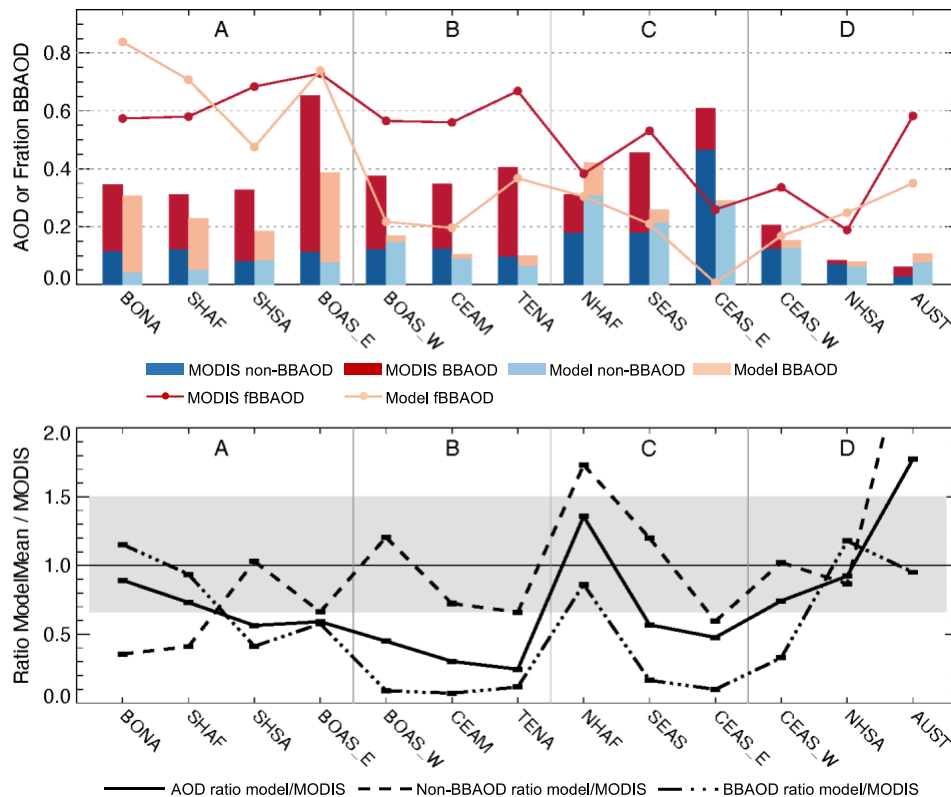 A B C D
AOD or Fration BBAOD
0.8
0.6
0.4
0.2
0.0
BONA SHAF SHSA BOAS_E BOAS_W CEAM TENA NHAF SEAS CEAS_E CEAS_W NHSA AUST
MODIS non-BBAOD MODIS BBAOD Model non-BBAOD Model BBAOD
MODIS fBBAOD Model fBBAOD
A B C D
Ratio ModelMean / MODIS
2.0
1.5
1.0
0.5
0.0
BONA SHAF SHSA BOAS_E BOAS_W CEAM TENA NHAF SEAS CEAS_E CEAS_W NHSA AUST
AOD ratio model/MODIS Non-BBAOD ratio model/MODIS BBAOD ratio model/MODIS